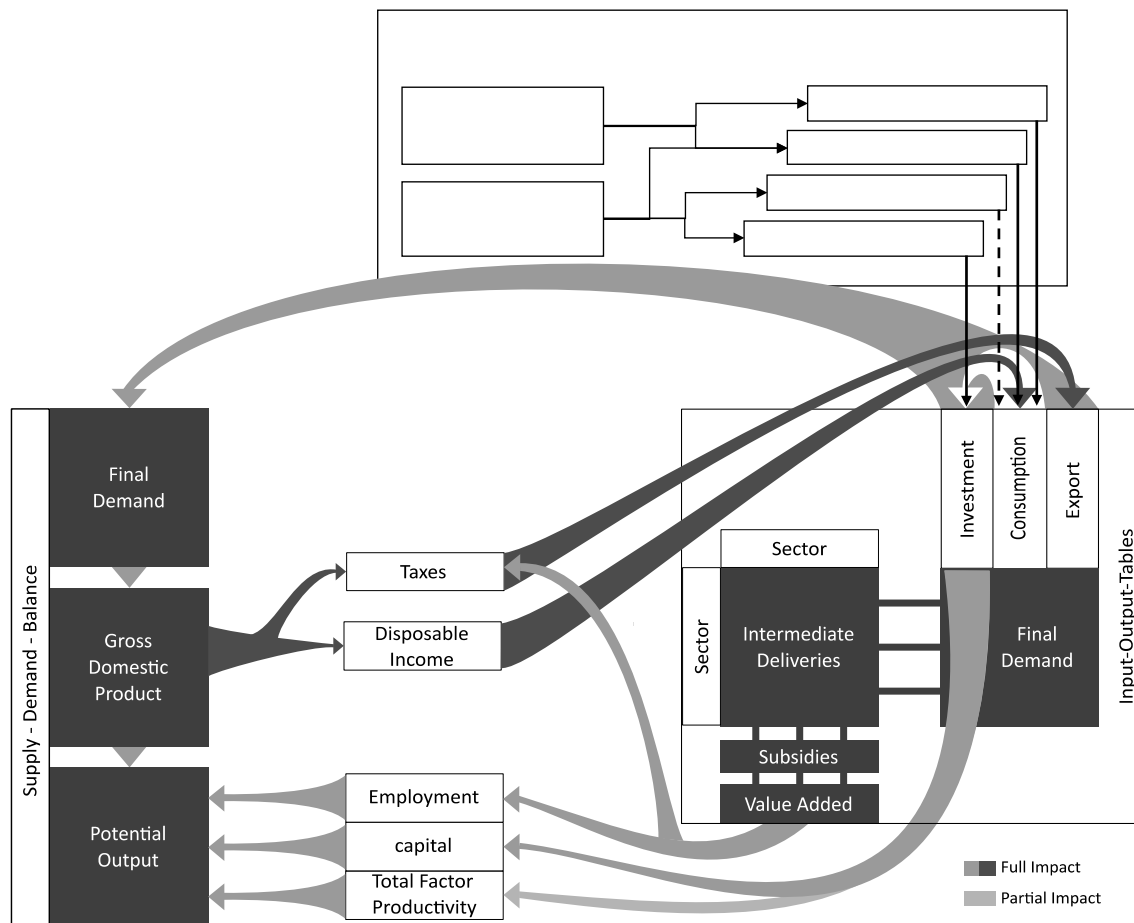 Supply - Demand - Balance
Final
Demand
Gross
Domestic
Product
Potential
Output
Taxes
Disposable
Income
Employment
capital
Total Factor
Productivity
Investment
Consumption
Export
Input-Output-Tables
Sector
Sector
Intermediate
Deliveries
Final
Demand
Subsidies
Value Added
Full Impact
Partial Impact